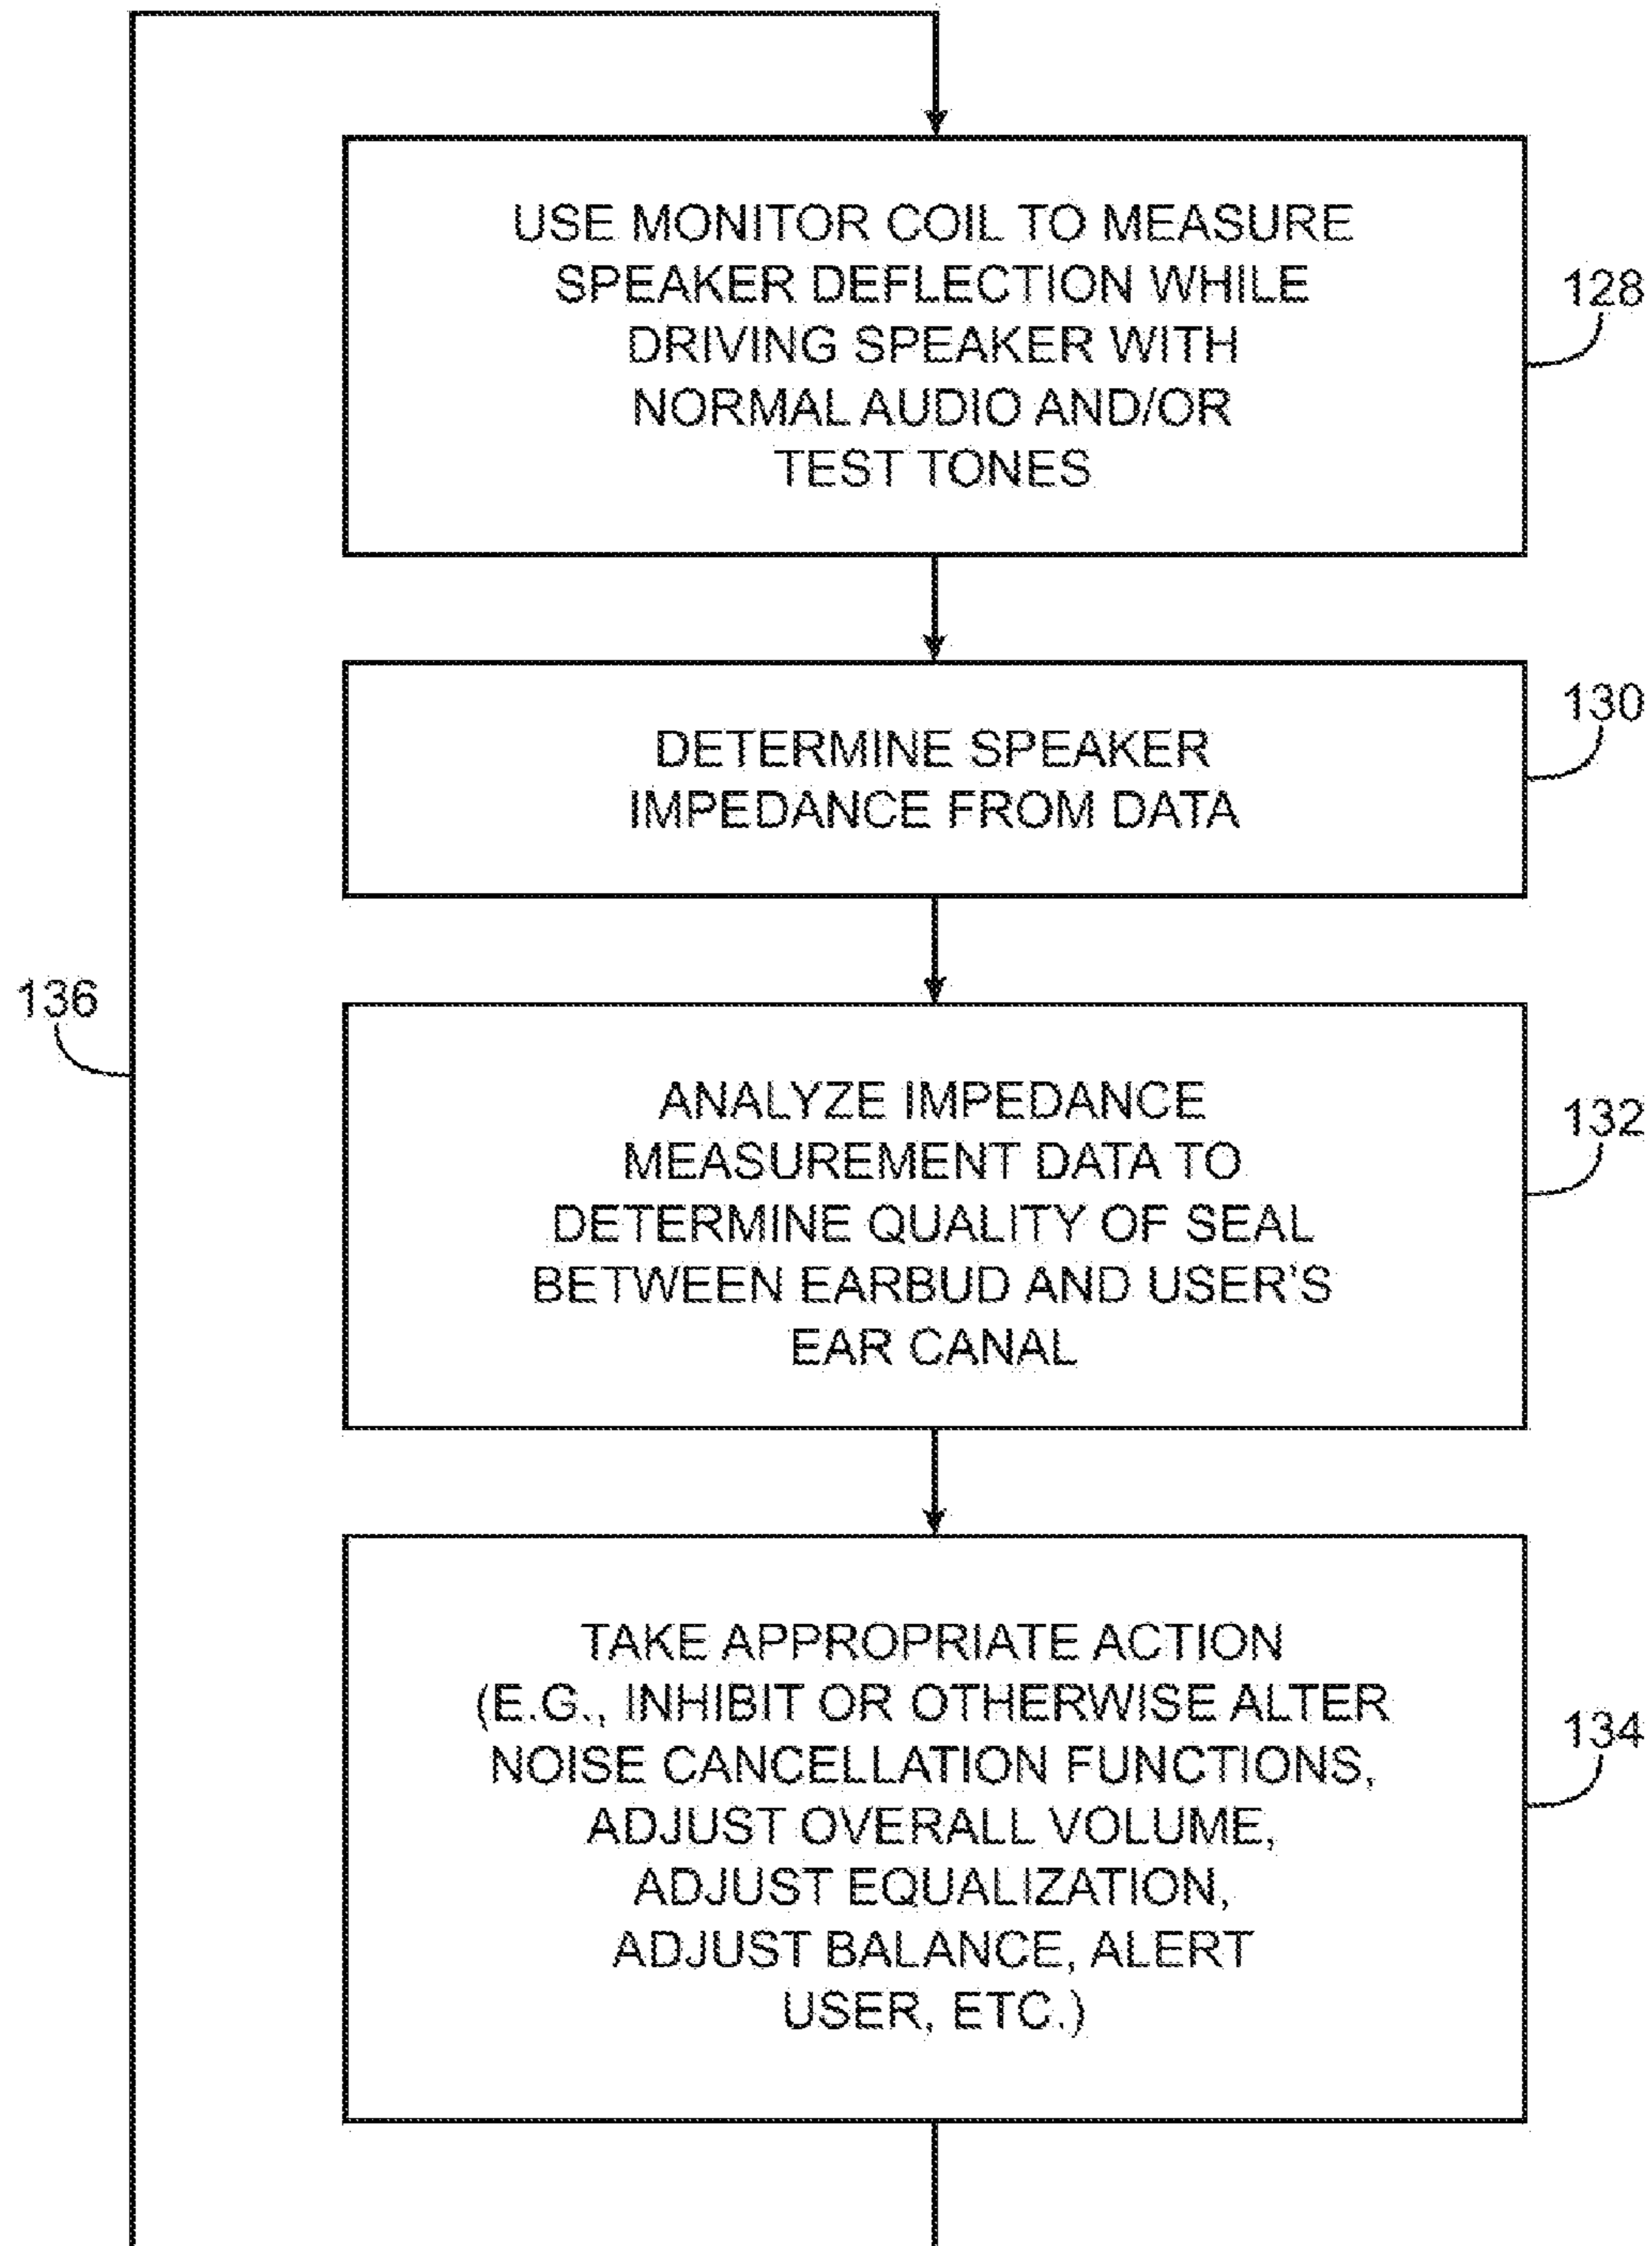 USE MONITOR COIL TO MEASURE
SPEAKER DEFLECTION WHILE
DRIVING SPEAKER WITH
NORMAL AUDIO AND/OR
TEST TONES
128
DETERMINE SPEAKER
IMPEDANCE FROM DATA
130
136
ANALYZE IMPEDANCE
MEASUREMENT DATA TO
DETERMINE QUALITY OF SEAL
BETWEEN EARBUD AND USER'S
EAR CANAL
132
TAKE APPROPRIATE ACTION
(E.G., INHIBIT OR OTHERWISE ALTER
NOISE CANCELLATION FUNCTIONS,
ADJUST OVERALL VOLUME,
ADJUST EQUALIZATION,
ADJUST BALANCE, ALERT
USER, ETC.)
134